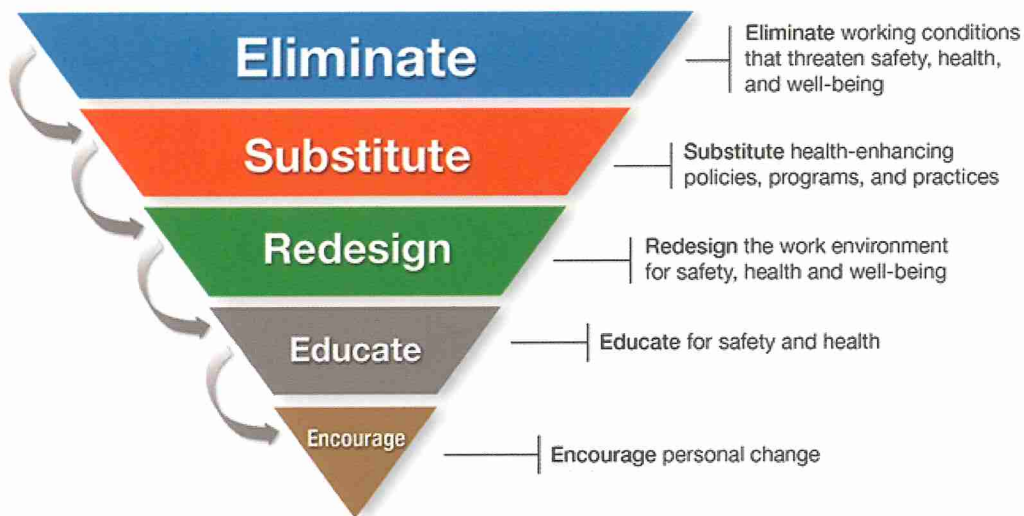 Eliminate
Eliminate working conditions
that threaten safety, health,
and well-being
Substitute
Substitute health-enhancing
policies, programs, and practices
Redesign
Redesign the work environment
for safety, health and well-being
Educate
Educate for safety and health
Encourage
Encourage personal change